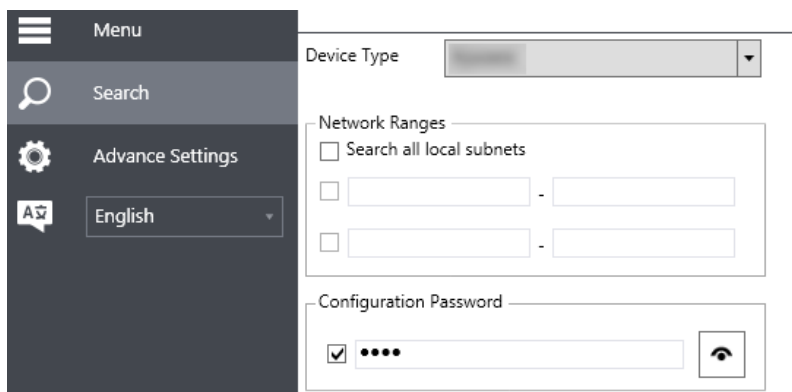 Menu
Search
Advance Settings
English
Device Type
Network Ranges
Search all local subnets
-
-
Configuration Password
••••